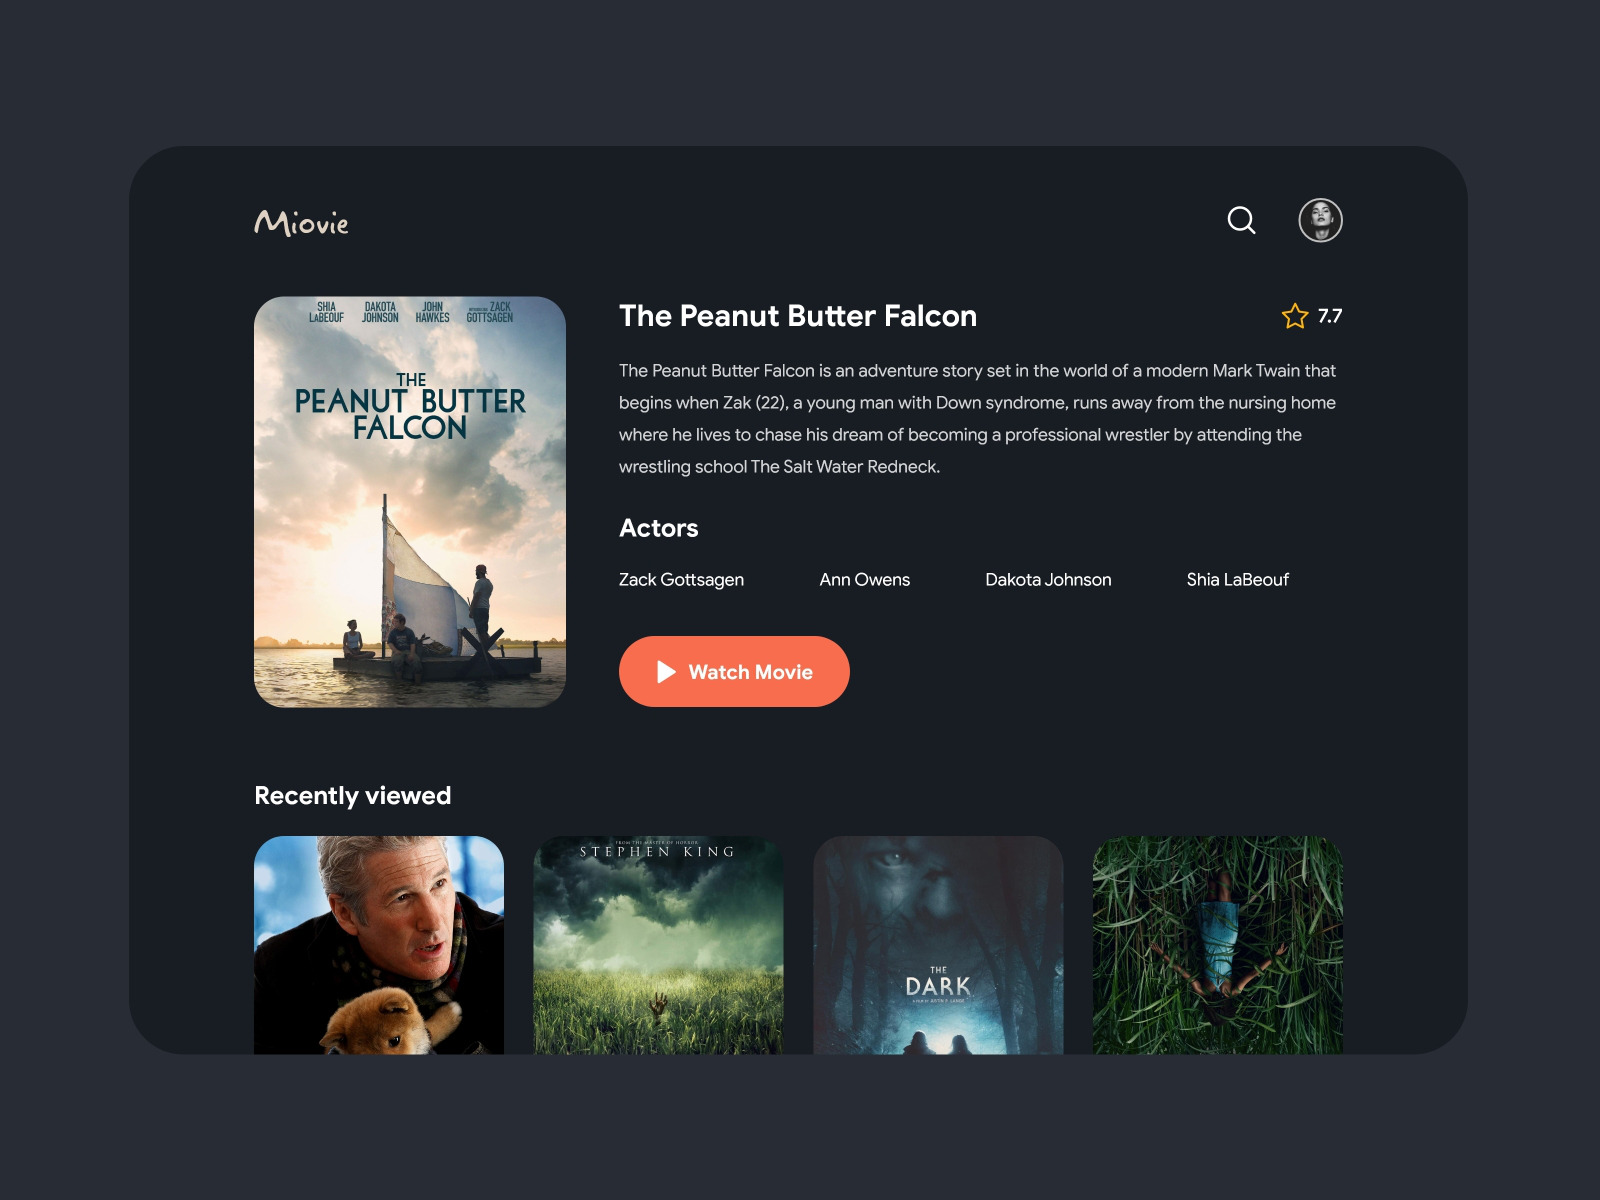 Miovie
SHIA LABEOUF
DAKOTA JOHNSON
JOHN HAWKES
ZACK GOTTSAGEN
THE
PEANUT BUTTER
FALCON
The Peanut Butter Falcon
7.7
The Peanut Butter Falcon is an adventure story set in the world of a modern Mark Twain that
begins when Zak (22), a young man with Down syndrome, runs away from the nursing home
where he lives to chase his dream of becoming a professional wrestler by attending the
wrestling school The Salt Water Redneck.
Actors
Zack Gottsagen
Ann Owens
Dakota Johnson
Shia LaBeouf
Watch Movie
Recently viewed
FROM THE MASTER OF HORROR
STEPHEN KING
THE
DARK